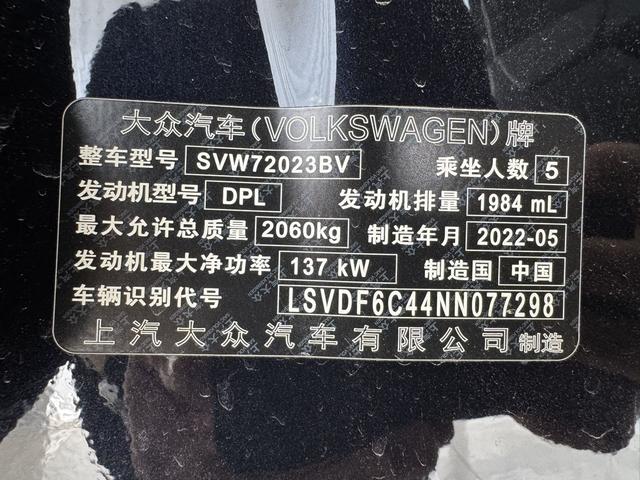 大众汽车(VOLKSWAGEN)牌
整车型号 SVW72023BV 乘坐人数 5
发动机型号 DPL 发动机排量 1984 mL
最大允许总质量 2060kg 制造年月 2022-05
发动机最大净功率 137 kW 制造国 中国
车辆识别代号 LSVDF6C44NN077298
上汽大众汽车有限公司 制造